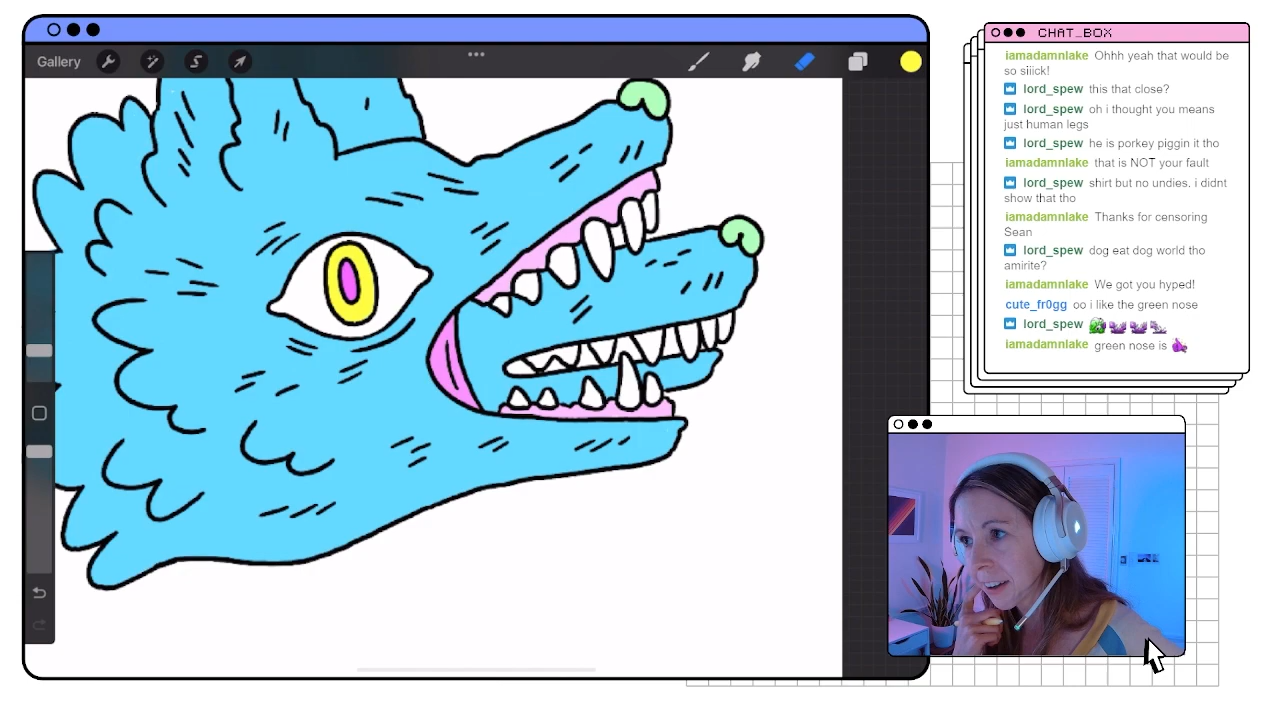 Gallery
CHAT_BOX
iamadamnlake Ohhh yeah that would be
so siiick!
lord_spew this that close?
lord_spew oh i thought you means
just human legs
lord_spew he is porkey piggin it tho
iamadamnlake that is NOT your fault
lord_spew shirt but no undies. i didnt
show that tho
iamadamnlake Thanks for censoring
Sean
lord_spew dog eat dog world tho
amirite?
iamadamnlake We got you hyped!
cute_fr0gg oo i like the green nose
lord_spew
iamadamnlake green nose is